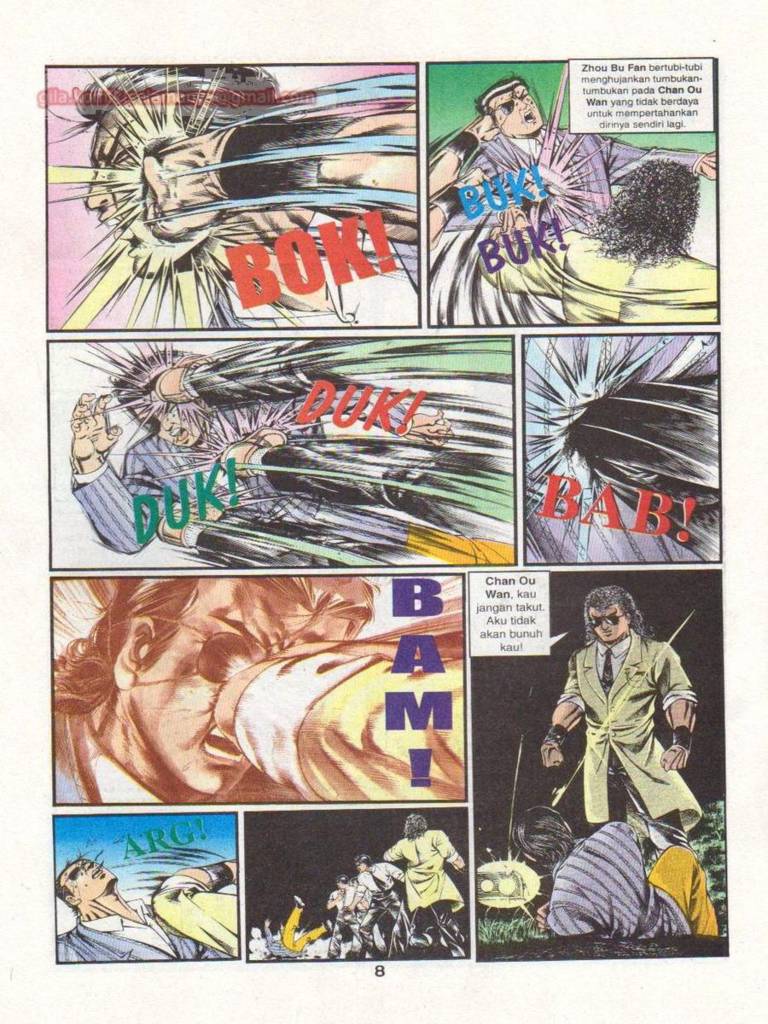 BOK!
Zhou Bu Fan bertubi-tubi
menghujankan tumbukan-
tumbukan pada Chan Ou
Wan yang tidak berdaya
untuk mempertahankan
dirinya sendiri lagi.
BUK!
BUK!
DUK!
DUK!
BAB!
BAM!
Chan Ou
Wan, kau
jangan takut.
Aku tidak
akan bunuh
kau!
ARG!
8